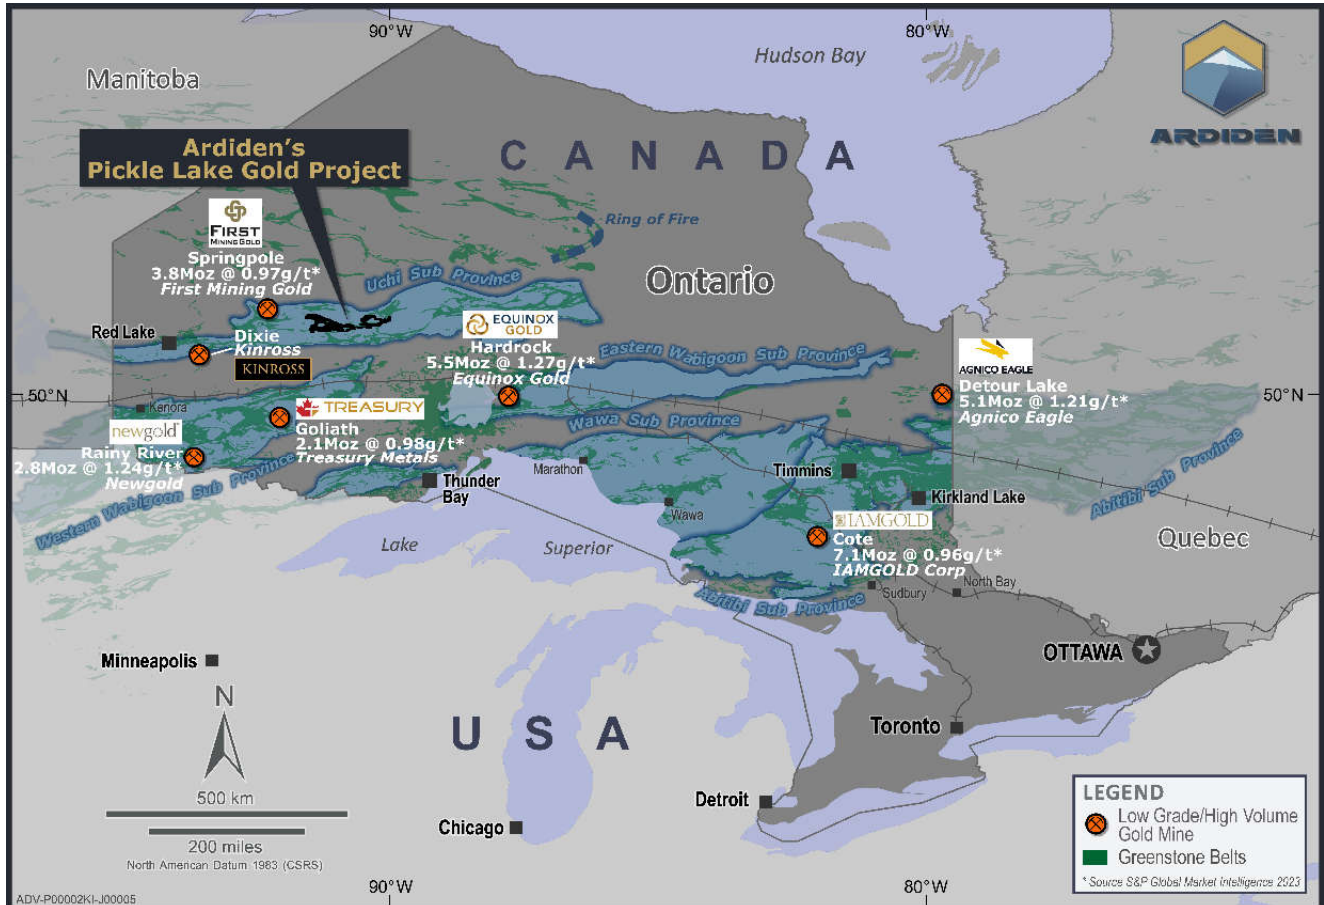 90°W
80°W
Hudson Bay
Manitoba
ARDIDEN
Ardiden's
Pickle Lake Gold Project
CANADA
FIRST
MINING GOLD
Springpole
3.8Moz @ 0.97g/t*
First Mining Gold
Ring of Fire
Uchi Sub Province
Ontario
Red Lake
Dixie
Kinross
KINROSS
EQUINOX
GOLD
Hardrock
5.5Moz @ 1.27g/t*
Equinox Gold
Eastern Wabigoon Sub Province
AGNICO EAGLE
Detour Lake
5.1Moz @ 1.21g/t*
Agnico Eagle
50°N
50°N
Kenora
TREASURY
Goliath
2.1Moz @ 0.98g/t*
Treasury Metals
newgold
Rainy River
2.8Moz @ 1.24g/t*
Newgold
Western Wabigoon Sub Province
Wawa Sub Province
Marathon
Thunder
Bay
Timmins
Kirkland Lake
Abitibi Sub Province
Wawa
IAMGOLD
Cote
7.1Moz @ 0.96g/t*
IAMGOLD Corp
Quebec
Lake Superior
Abitibi Sub Province
Sudbury
North Bay
OTTAWA
Minneapolis
N
USA
Toronto
500 km
200 miles
North American Datum 1983 (CSRS)
Detroit
Chicago
LEGEND
Low Grade/High Volume
Gold Mine
Greenstone Belts
* Source S&P Global Market Intelligence 2023
90°W
80°W
ADV-P00002KI-J00005